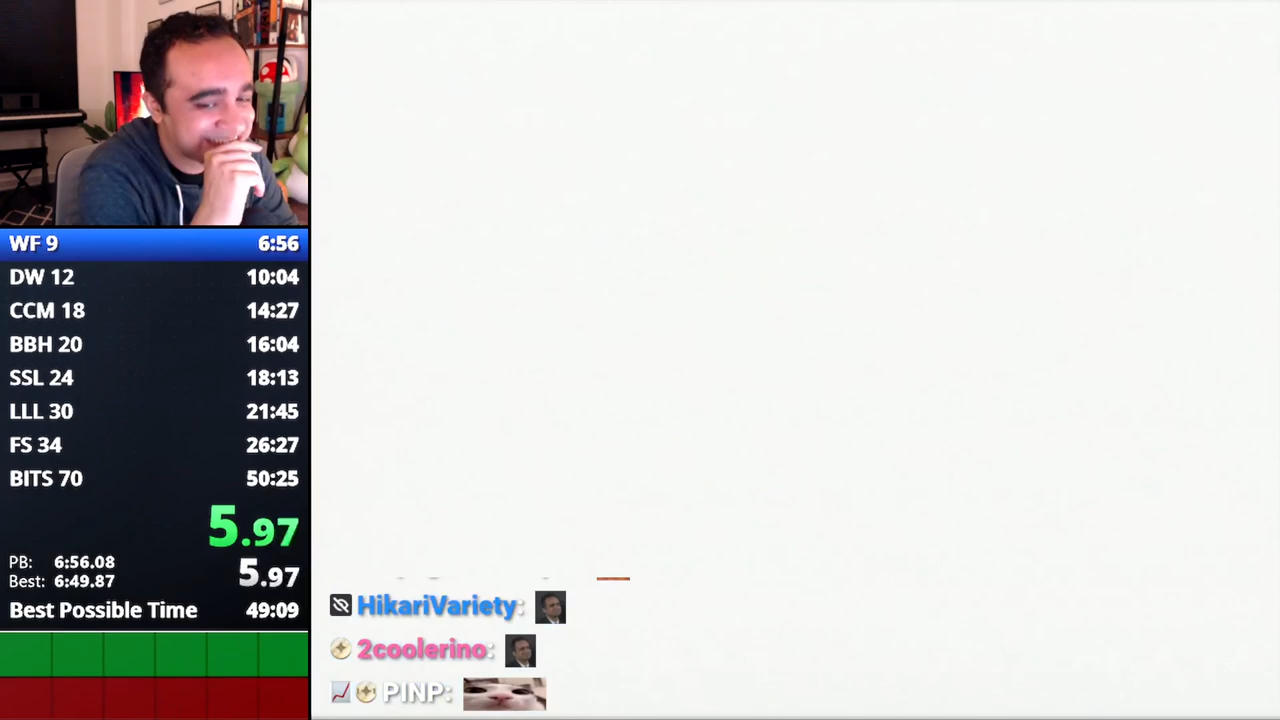 WF 9 6:56
DW 12 10:04
CCM 18 14:27
BBH 20 16:04
SSL 24 18:13
LLL 30 21:45
FS 34 26:27
BITS 70 50:25
5.97
PB: 6:56.08
Best: 6:49.87
5.97
Best Possible Time 49:09
HikariVariety:
2coolerino:
PINP: